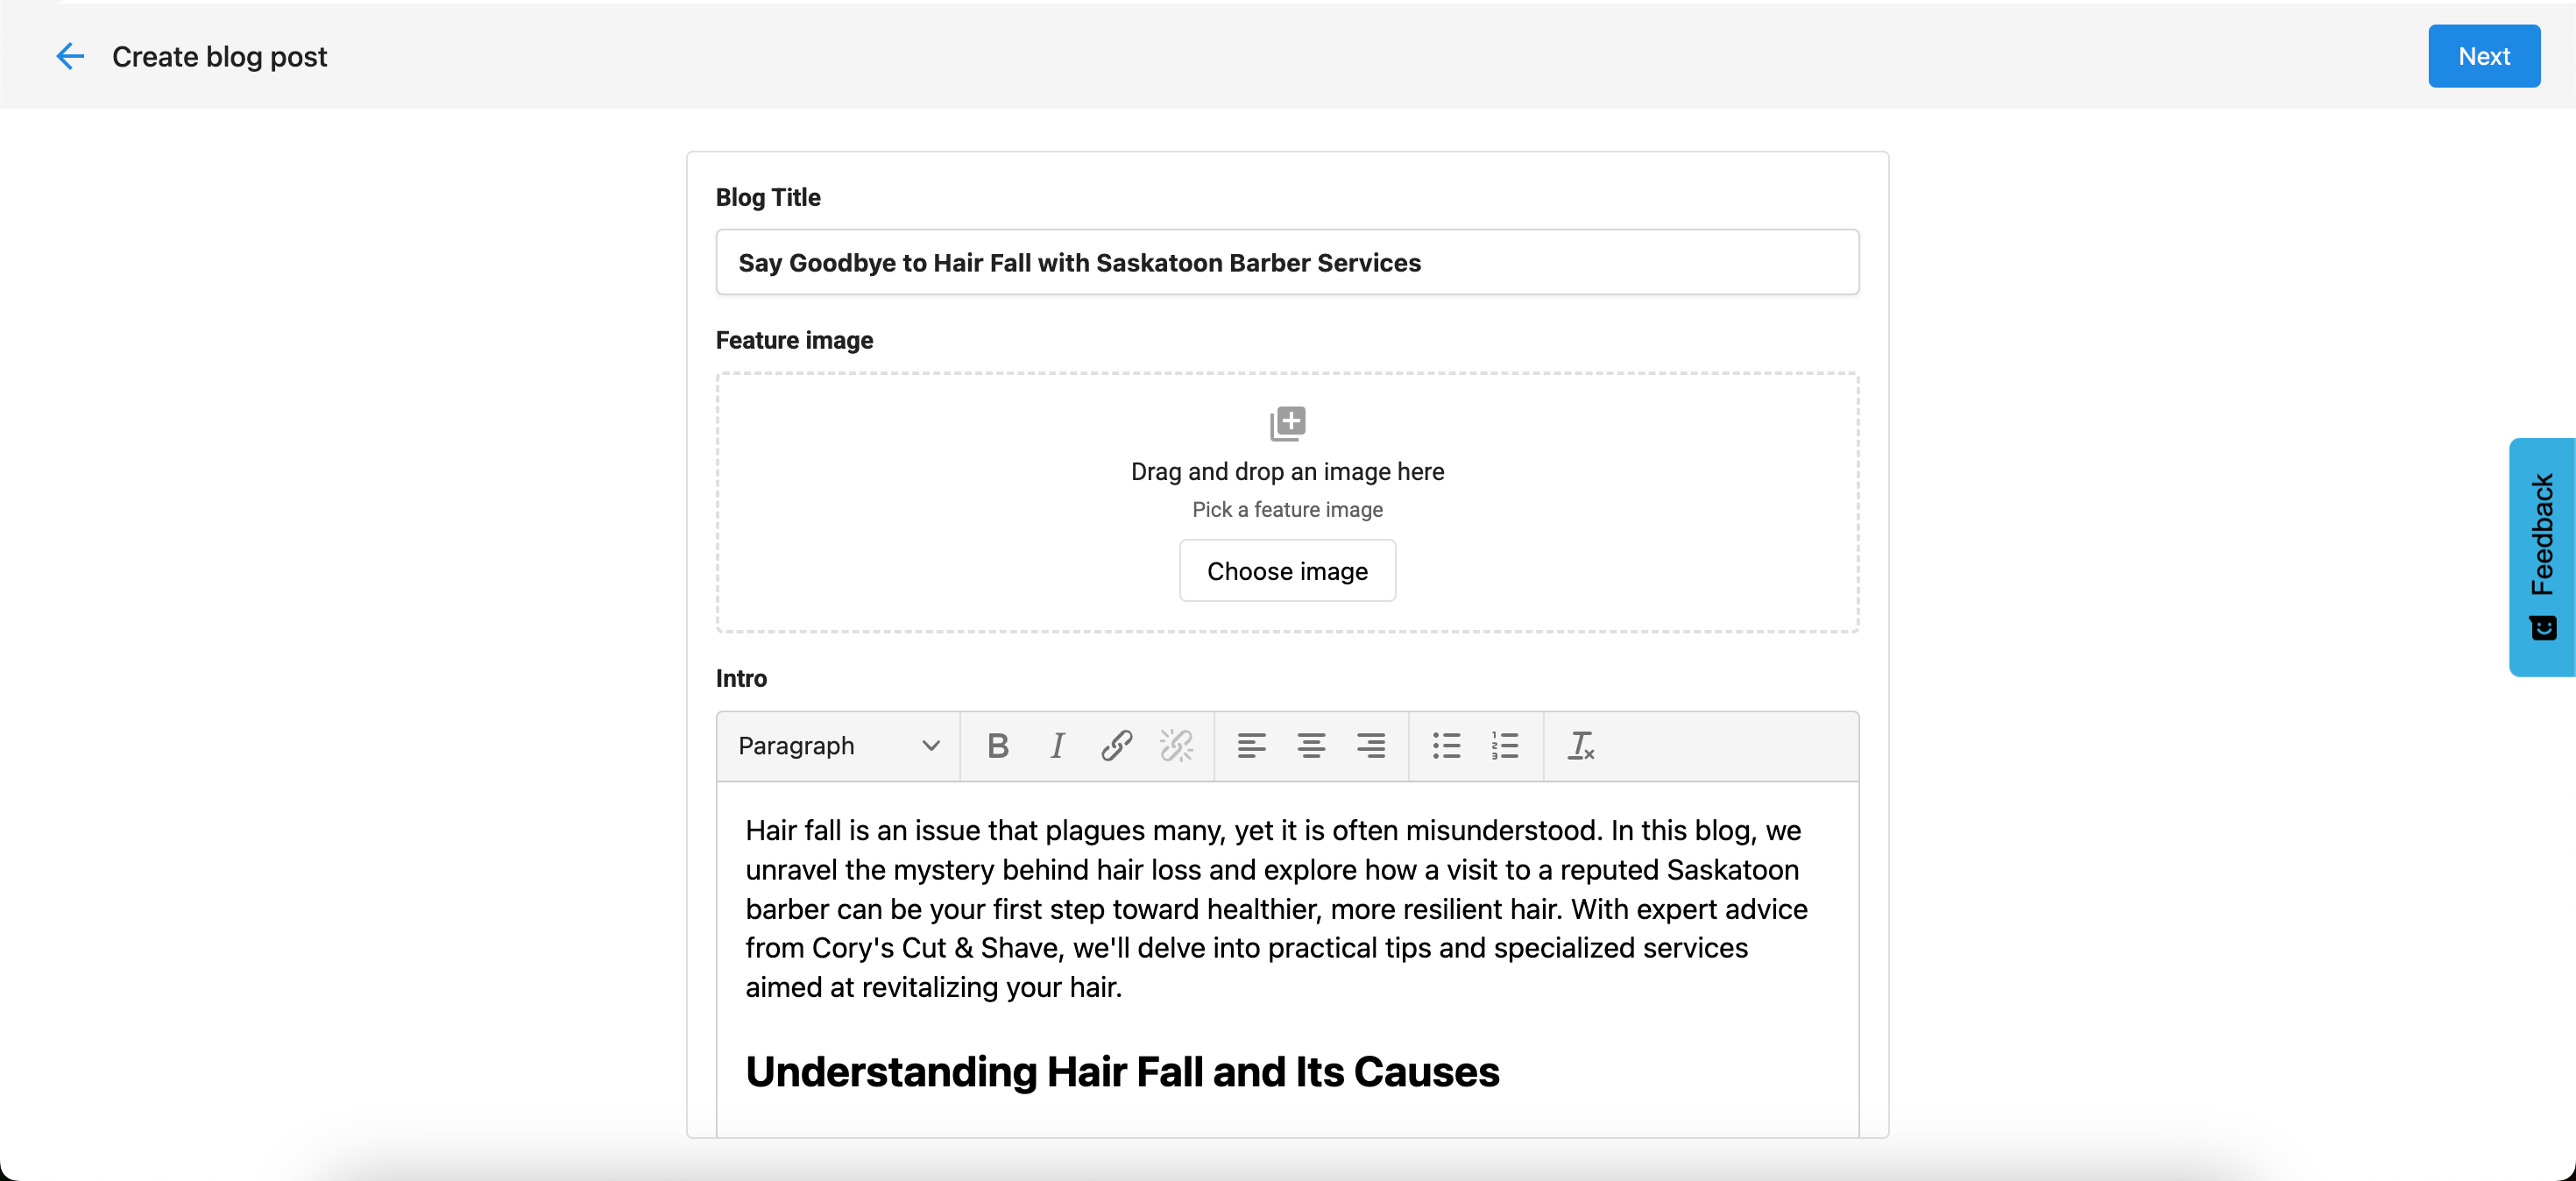 Create blog post
Next
Blog Title
Say Goodbye to Hair Fall with Saskatoon Barber Services
Feature image
Drag and drop an image here
Pick a feature image
Choose image
Feedback
Intro
Paragraph
Hair fall is an issue that plagues many, yet it is often misunderstood. In this blog, we
unravel the mystery behind hair loss and explore how a visit to a reputed Saskatoon
barber can be your first step toward healthier, more resilient hair. With expert advice
from Cory's Cut & Shave, we'll delve into practical tips and specialized services
aimed at revitalizing your hair.
Understanding Hair Fall and Its Causes